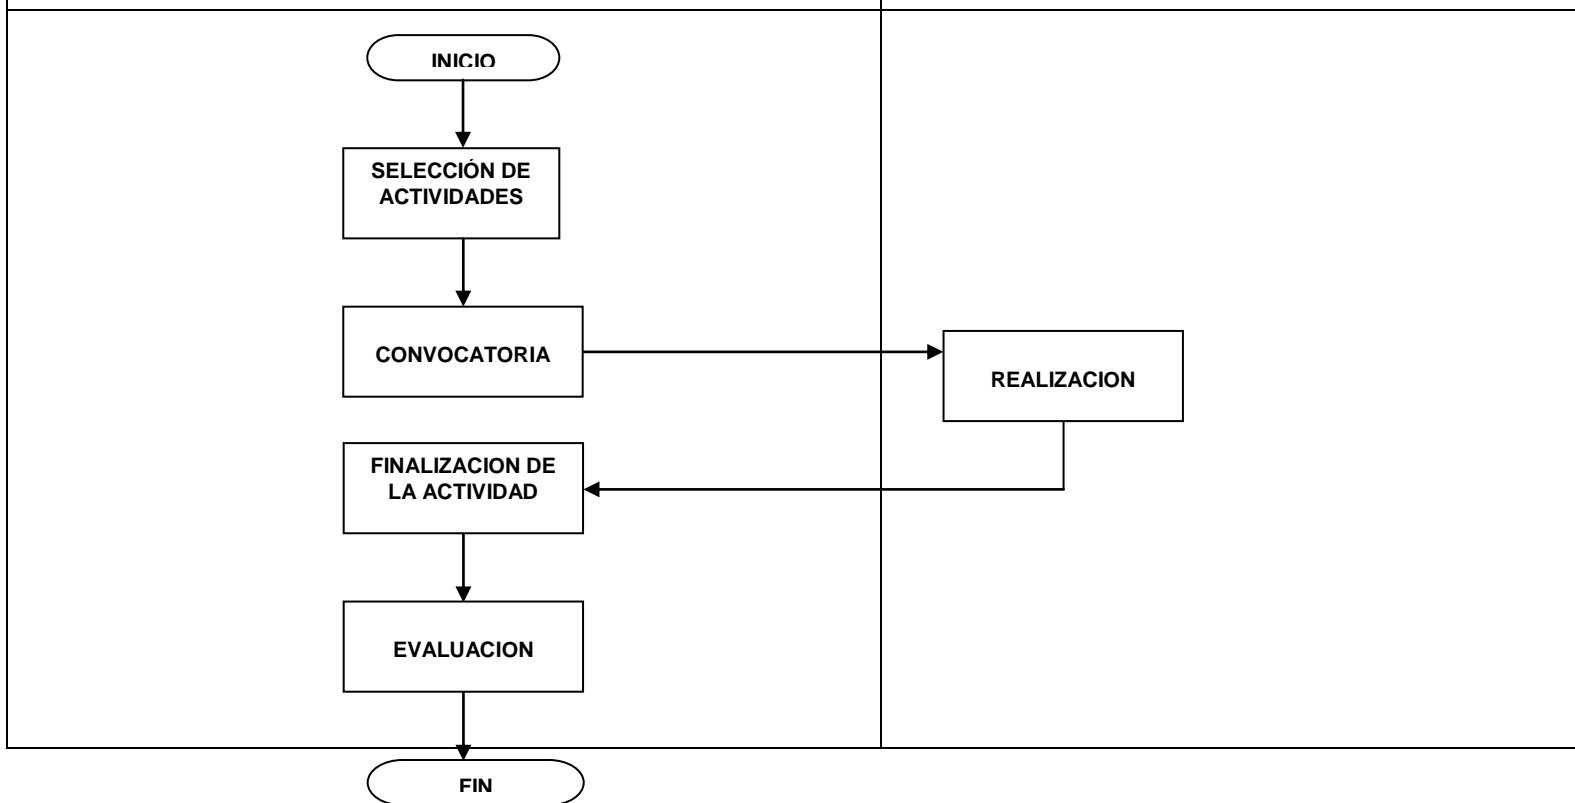 INICIO
SELECCIÓN DE
ACTIVIDADES
CONVOCATORIA
REALIZACION
FINALIZACION DE
LA ACTIVIDAD
EVALUACION
FIN